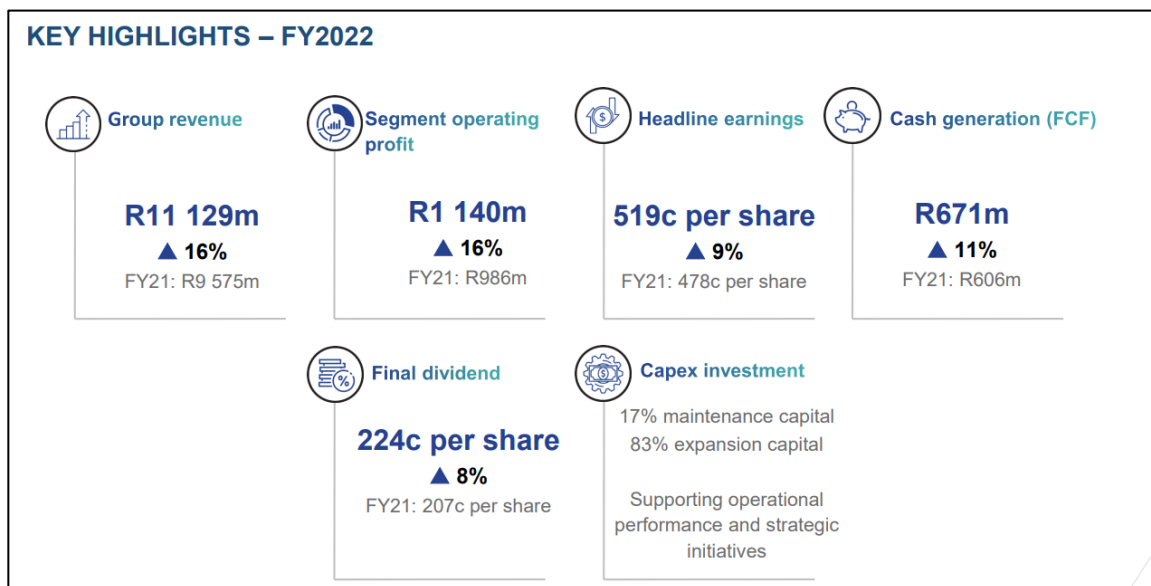 KEY HIGHLIGHTS – FY2022
Group revenue
R11 129m
▲ 16%
FY21: R9 575m
Segment operating
profit
R1 140m
▲ 16%
FY21: R986m
Headline earnings
519c per share
▲ 9%
FY21: 478c per share
Cash generation (FCF)
R671m
▲ 11%
FY21: R606m
Final dividend
224c per share
▲ 8%
FY21: 207c per share
Capex investment
17% maintenance capital
83% expansion capital
Supporting operational
performance and strategic
initiatives